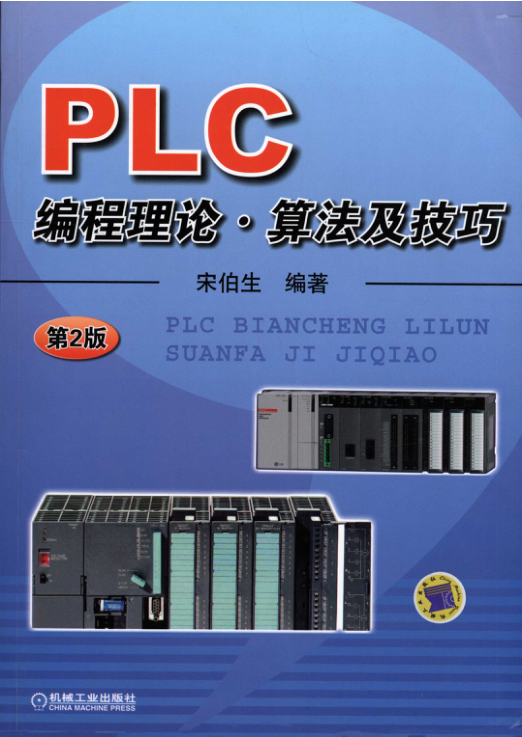 PLC
编程理论·算法及技巧
宋伯生 编著
第2版
PLC BIANCHENG LILUN
SUANFA JI JIQIAO
机械工业出版社
CHINA MACHINE PRESS